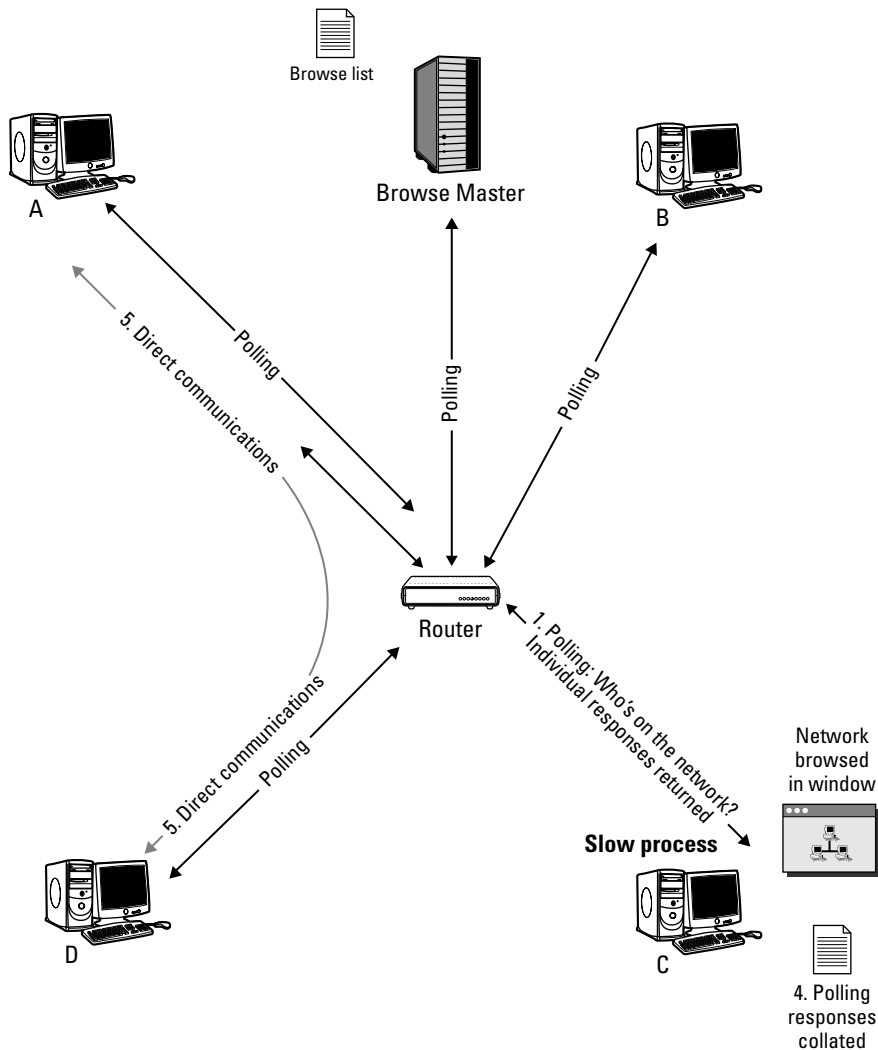 Browse list
Browse Master
A
B
5. Direct communications
Polling
Polling
Polling
Router
1. Polling: Who's on the network?
Individual responses returned
5. Direct communications
Polling
Network
browsed
in window
Slow process
D
C
4. Polling
responses
collated